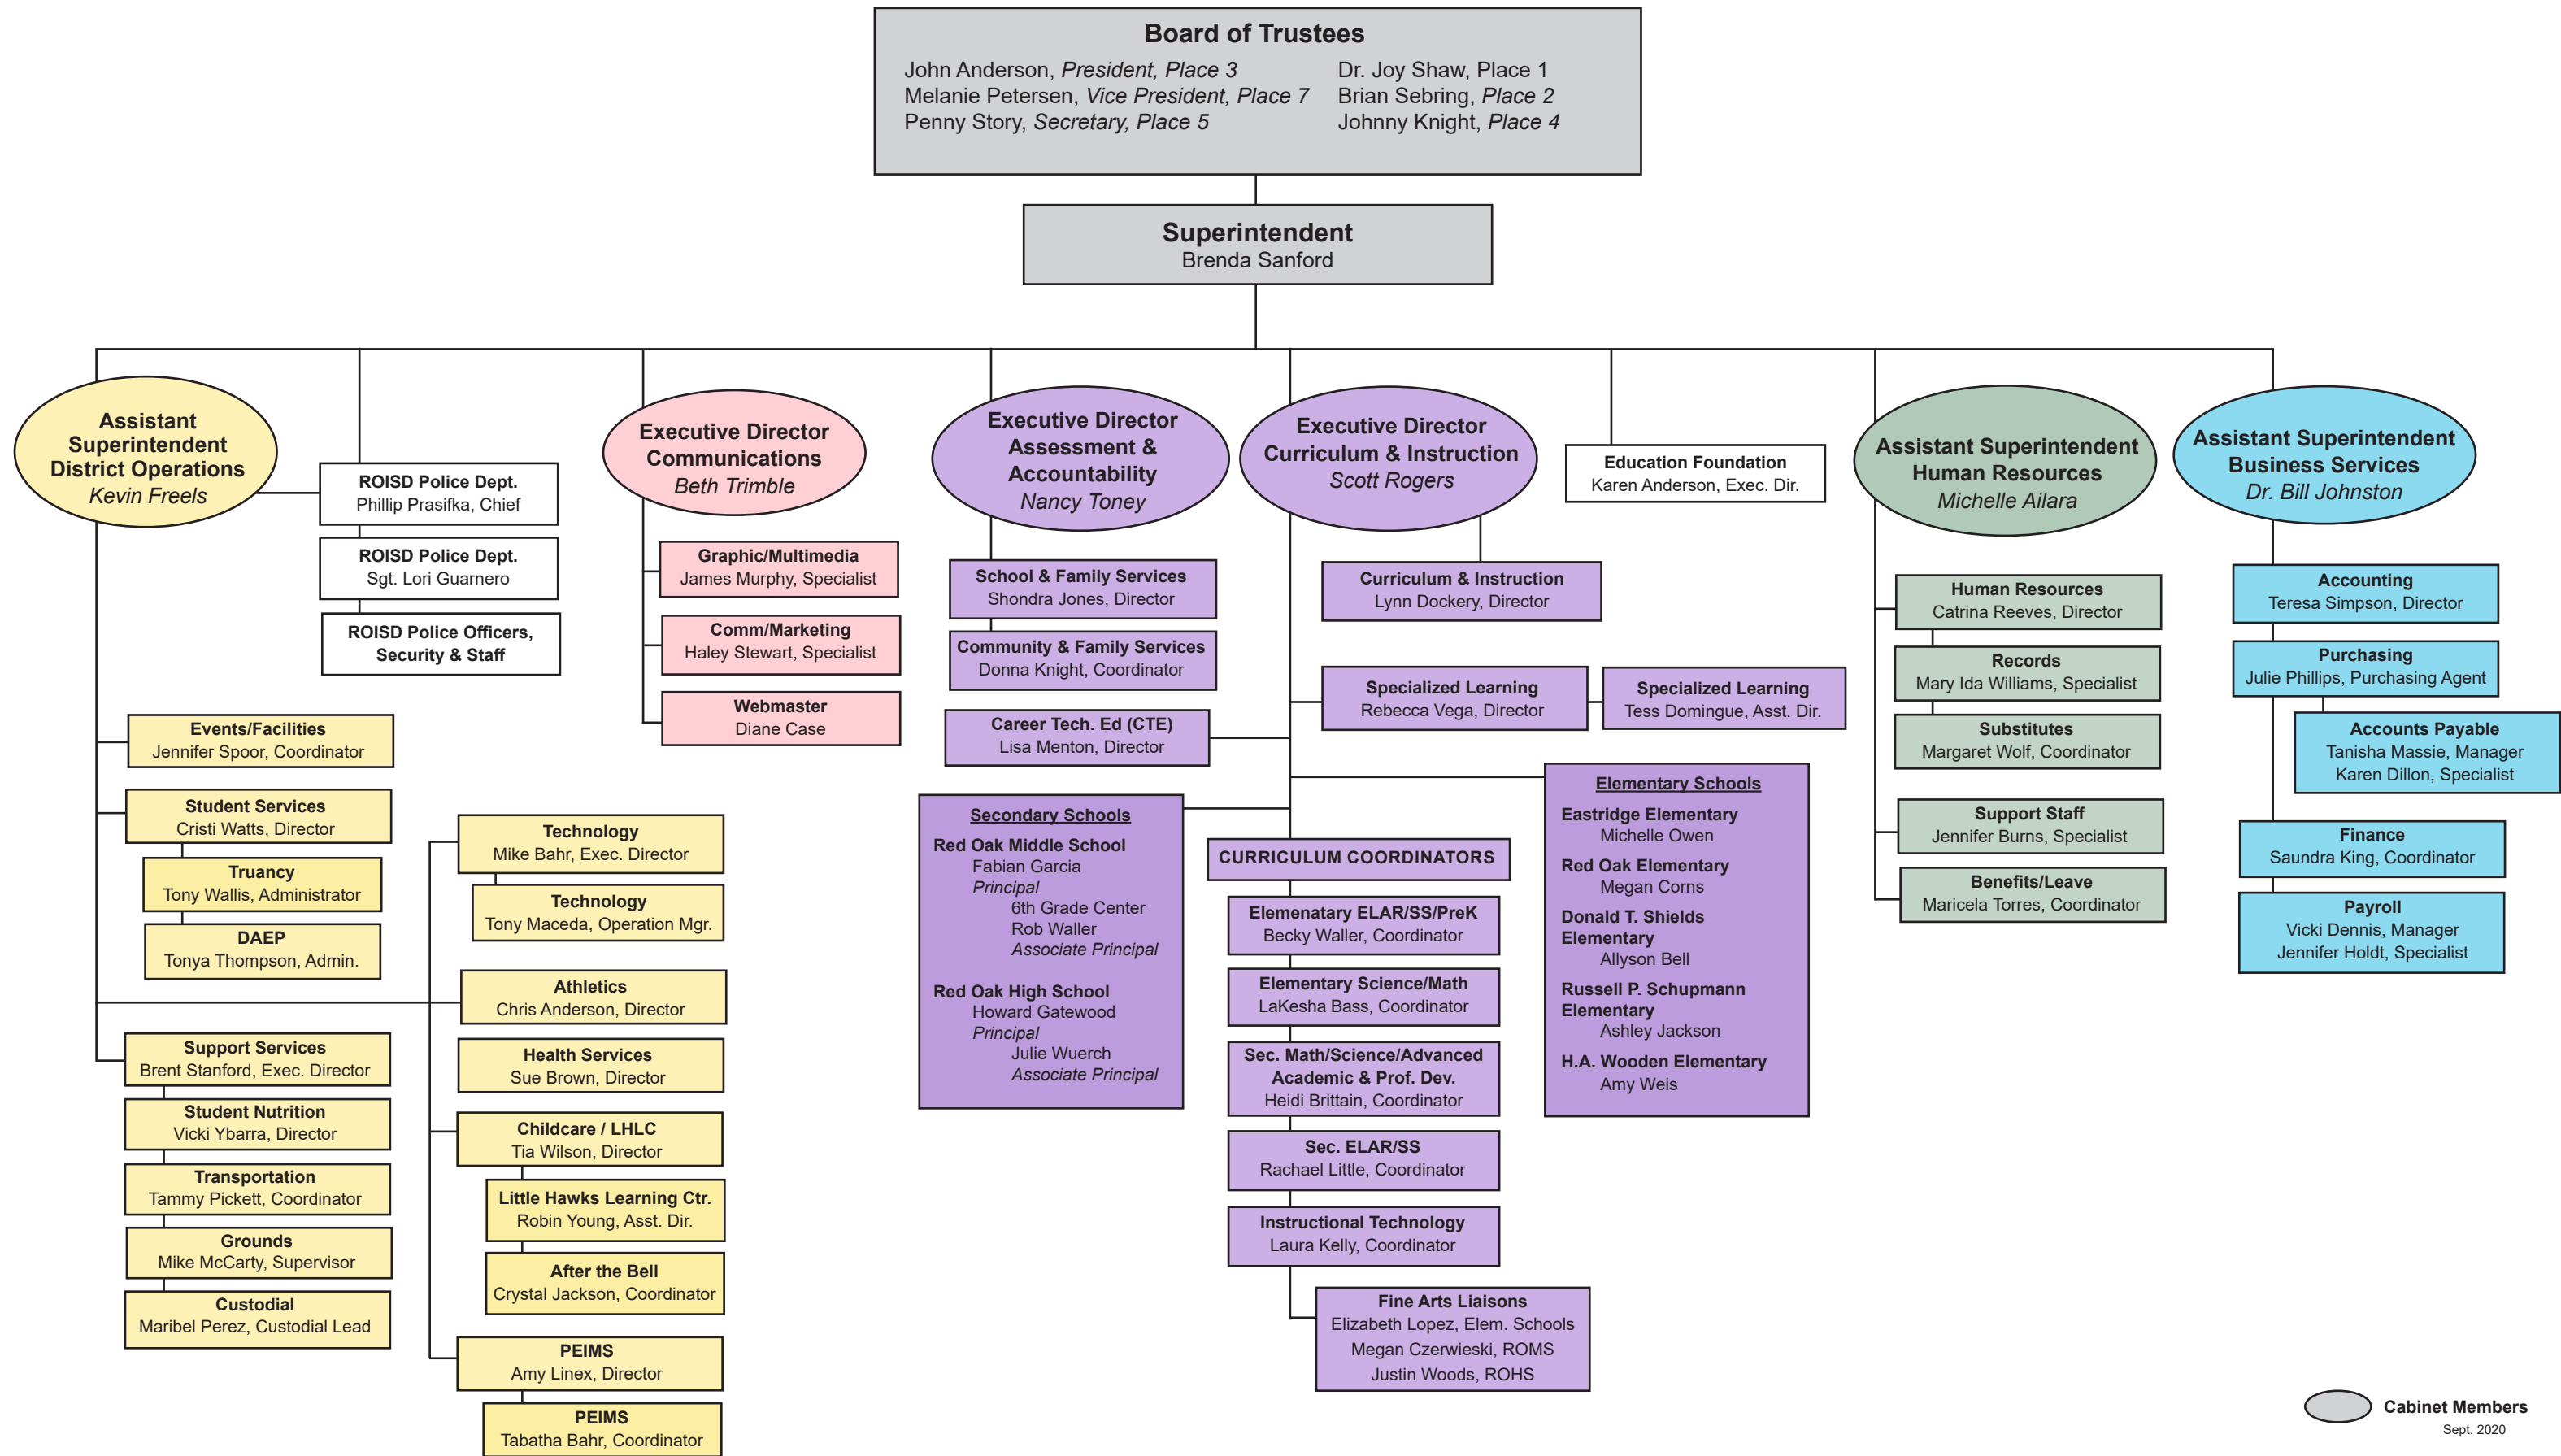 Board of Trustees
John Anderson, President, Place 3
Melanie Petersen, Vice President, Place 7
Penny Story, Secretary, Place 5
Dr. Joy Shaw, Place 1
Brian Sebring, Place 2
Johnny Knight, Place 4
Superintendent
Brenda Sanford
Assistant
Superintendent
District Operations
Kevin Freels
ROISD Police Dept.
Phillip Prasifka, Chief
ROISD Police Dept.
Sgt. Lori Guarnero
ROISD Police Officers,
Security & Staff
Events/Facilities
Jennifer Spoor, Coordinator
Student Services
Cristi Watts, Director
Truancy
Tony Wallis, Administrator
DAEP
Tonya Thompson, Admin.
Support Services
Brent Stanford, Exec. Director
Student Nutrition
Vicki Ybarra, Director
Transportation
Tammy Pickett, Coordinator
Grounds
Mike McCarty, Supervisor
Custodial
Maribel Perez, Custodial Lead
Technology
Mike Bahr, Exec. Director
Technology
Tony Maceda, Operation Mgr.
Athletics
Chris Anderson, Director
Health Services
Sue Brown, Director
Childcare / LHLC
Tia Wilson, Director
Little Hawks Learning Ctr.
Robin Young, Asst. Dir.
After the Bell
Crystal Jackson, Coordinator
PEIMS
Amy Linex, Director
PEIMS
Tabatha Bahr, Coordinator
Executive Director
Communications
Beth Trimble
Graphic/Multimedia
James Murphy, Specialist
Comm/Marketing
Haley Stewart, Specialist
Webmaster
Diane Case
Executive Director
Assessment &
Accountability
Nancy Toney
School & Family Services
Shondra Jones, Director
Community & Family Services
Donna Knight, Coordinator
Career Tech. Ed (CTE)
Lisa Menton, Director
Secondary Schools
Red Oak Middle School
Fabian Garcia
Principal
6th Grade Center
Rob Waller
Associate Principal
Red Oak High School
Howard Gatewood
Principal
Julie Wuerch
Associate Principal
Executive Director
Curriculum & Instruction
Scott Rogers
Curriculum & Instruction
Lynn Dockery, Director
Specialized Learning
Rebecca Vega, Director
Specialized Learning
Tess Domingue, Asst. Dir.
CURRICULUM COORDINATORS
Elemenatary ELAR/SS/PreK
Becky Waller, Coordinator
Elementary Science/Math
LaKesha Bass, Coordinator
Sec. Math/Science/Advanced
Academic & Prof. Dev.
Heidi Brittain, Coordinator
Sec. ELAR/SS
Rachael Little, Coordinator
Instructional Technology
Laura Kelly, Coordinator
Fine Arts Liaisons
Elizabeth Lopez, Elem. Schools
Megan Czerwieski, ROMS
Justin Woods, ROHS
Elementary Schools
Eastridge Elementary
Michelle Owen
Red Oak Elementary
Megan Corns
Donald T. Shields
Elementary
Allyson Bell
Russell P. Schupmann
Elementary
Ashley Jackson
H.A. Wooden Elementary
Amy Weis
Education Foundation
Karen Anderson, Exec. Dir.
Assistant Superintendent
Human Resources
Michelle Ailara
Human Resources
Catrina Reeves, Director
Records
Mary Ida Williams, Specialist
Substitutes
Margaret Wolf, Coordinator
Support Staff
Jennifer Burns, Specialist
Benefits/Leave
Maricela Torres, Coordinator
Assistant Superintendent
Business Services
Dr. Bill Johnston
Accounting
Teresa Simpson, Director
Purchasing
Julie Phillips, Purchasing Agent
Accounts Payable
Tanisha Massie, Manager
Karen Dillon, Specialist
Finance
Saundra King, Coordinator
Payroll
Vicki Dennis, Manager
Jennifer Holdt, Specialist
Cabinet Members
Sept. 2020